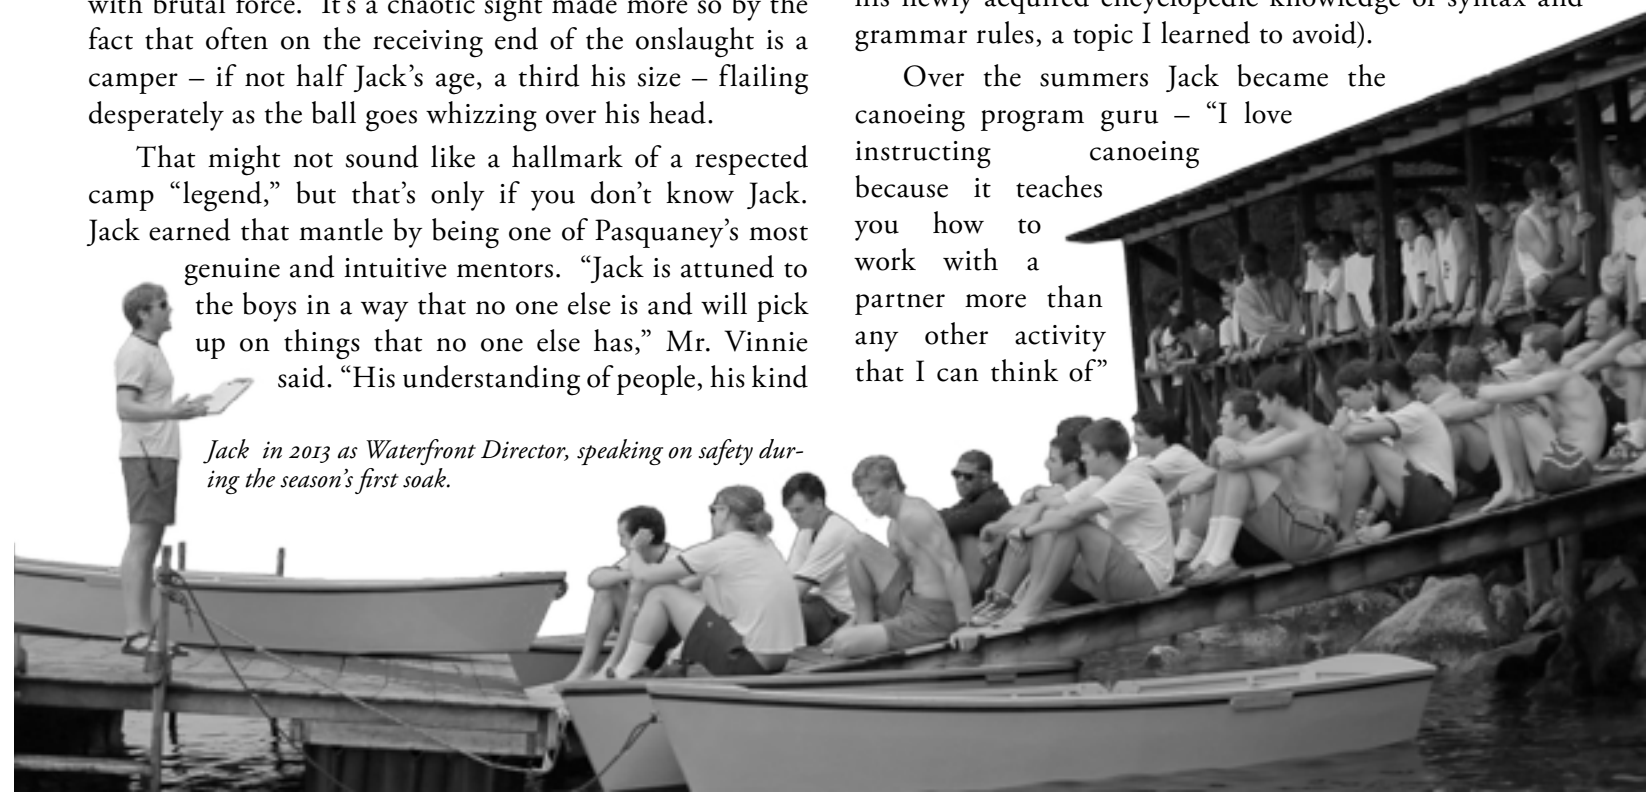 with brutal force.  It's a chaotic sight made more so by the
fact that often on the receiving end of the onslaught is a
camper – if not half Jack's age, a third his size – flailing
desperately as the ball goes whizzing over his head.
That might not sound like a hallmark of a respected
camp “legend,” but that's only if you don't know Jack.
Jack earned that mantle by being one of Pasquaney's most
genuine and intuitive mentors.  “Jack is attuned to
the boys in a way that no one else is and will pick
up on things that no one else has,” Mr. Vinnie
said. “His understanding of people, his kind
Jack in 2013 as Waterfront Director, speaking on safety dur-
ing the season's first soak.
his newly acquired encyclopedic knowledge of syntax and
grammar rules, a topic I learned to avoid).
Over the summers Jack became the
canoeing program guru – “I love
instructing canoeing
because it teaches
you how to
work with a
partner more than
any other activity
that I can think of”